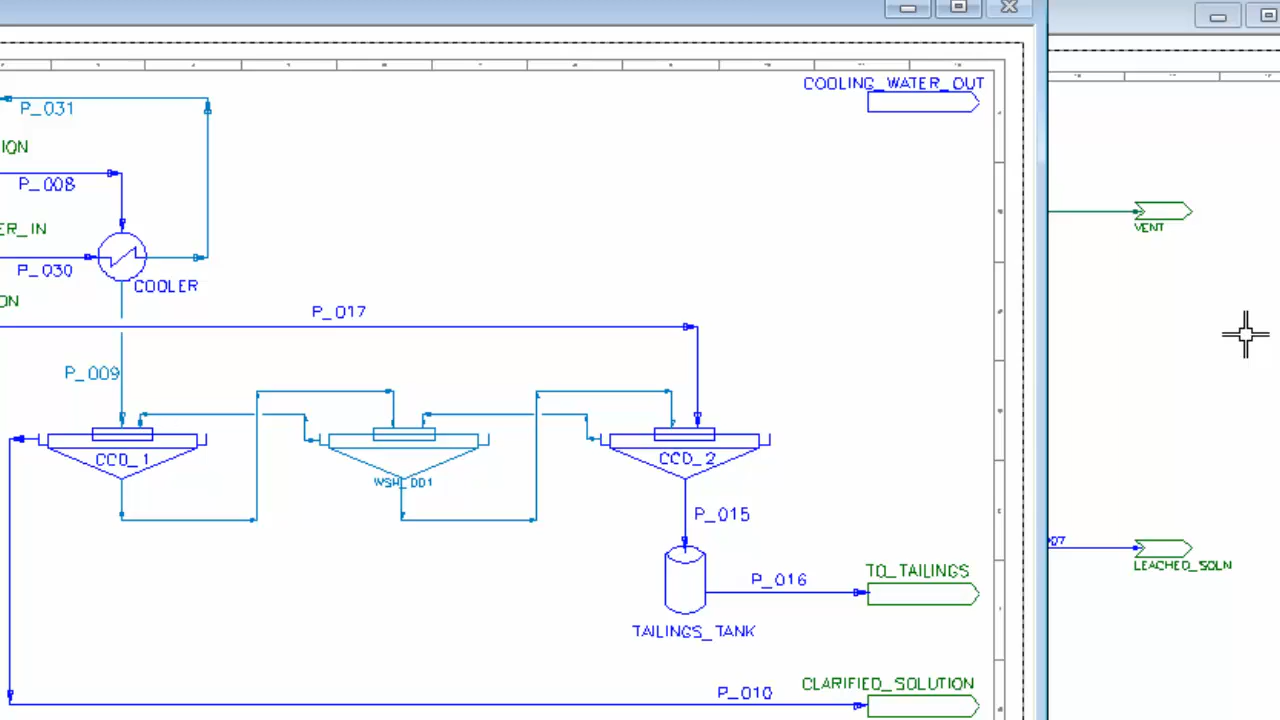 COOLING_WATER_OUT
P_031
ION
P_008
VENT
ER_IN
P_030
COOLER
ON
P_017
P_009
CCD_1
CCD_2
P_015
07
LEACHED_SOLN
TO_TAILINGS
P_016
TAILINGS_TANK
CLARIFIED_SOLUTION
P_010